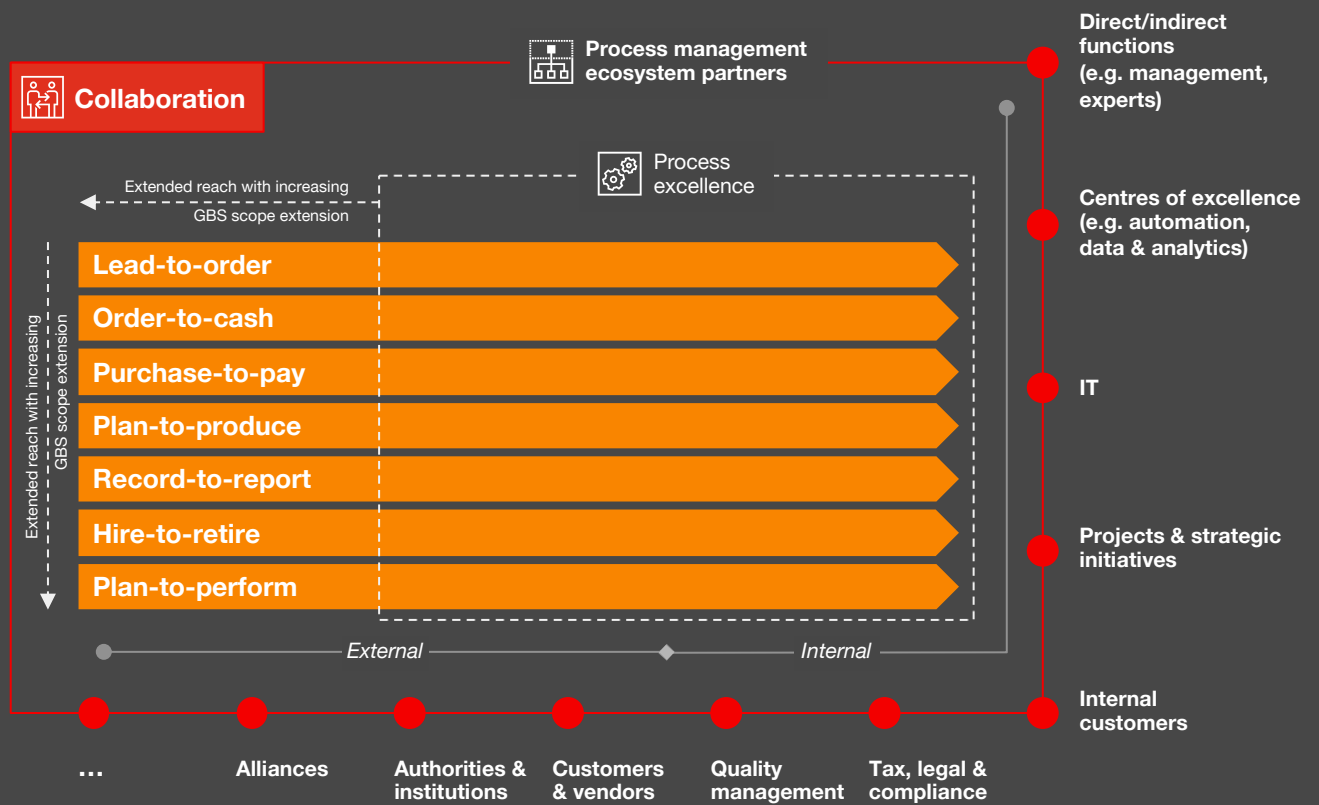 Process management
ecosystem partners
Direct/indirect
functions
(e.g. management,
experts)
Collaboration
Process
excellence
Extended reach with increasing
GBS scope extension
Centres of excellence
(e.g. automation,
data & analytics)
Extended reach with increasing
GBS scope extension
Lead-to-order
Order-to-cash
Purchase-to-pay
Plan-to-produce
Record-to-report
Hire-to-retire
Plan-to-perform
IT
Projects & strategic
initiatives
External
Internal
Internal
customers
...
Alliances
Authorities &
institutions
Customers
& vendors
Quality
management
Tax, legal &
compliance